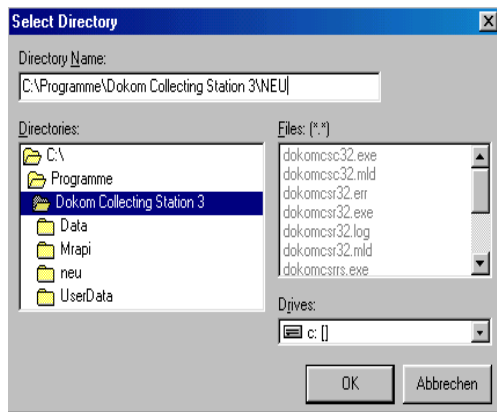 Select Directory
Directory Name:
C:\Programme\Dokom Collecting Station 3\NEU
Directories:
C:\
Programme
Dokom Collecting Station 3
Data
Mrapi
neu
UserData
Files: (*.*)
dokomcsc32.exe
dokomcsc32.mld
dokomcsr32.err
dokomcsr32.exe
dokomcsr32.log
dokomcsr32.mld
dokomcsrrs.exe
Drives:
c: []
OK
Abbrechen